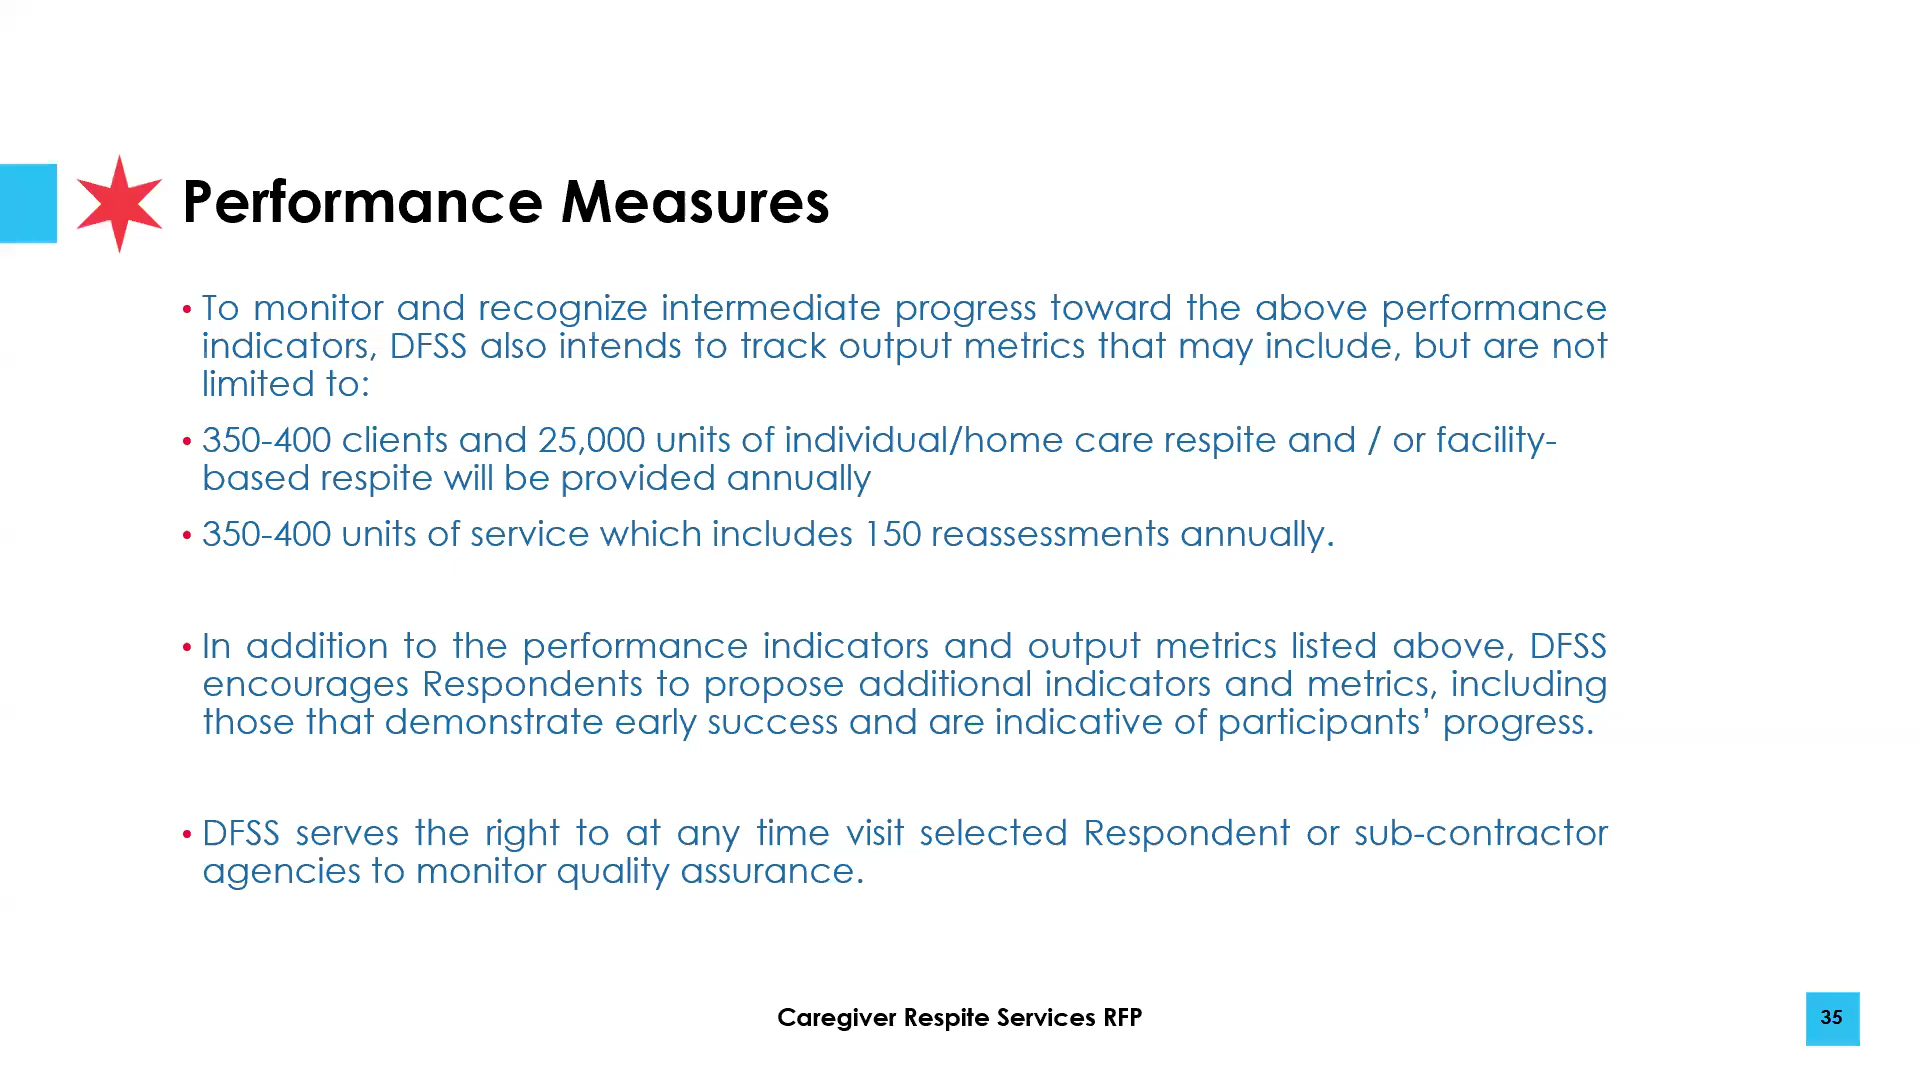 Performance Measures
• To monitor and recognize intermediate progress toward the above performance
indicators, DFSS also intends to track output metrics that may include, but are not
limited to:
• 350-400 clients and 25,000 units of individual/home care respite and / or facility-
based respite will be provided annually
• 350-400 units of service which includes 150 reassessments annually.
• In addition to the performance indicators and output metrics listed above, DFSS
encourages Respondents to propose additional indicators and metrics, including
those that demonstrate early success and are indicative of participants’ progress.
• DFSS serves the right to at any time visit selected Respondent or sub-contractor
agencies to monitor quality assurance.
Caregiver Respite Services RFP
35